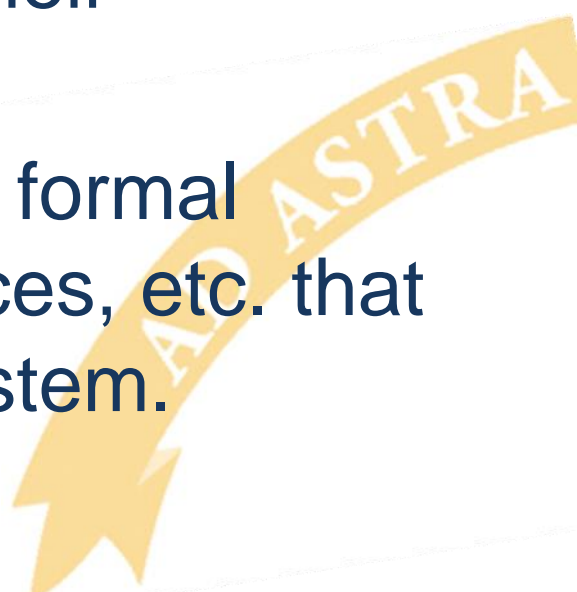 AD ASTRA
formal
ces, etc. that
stem.